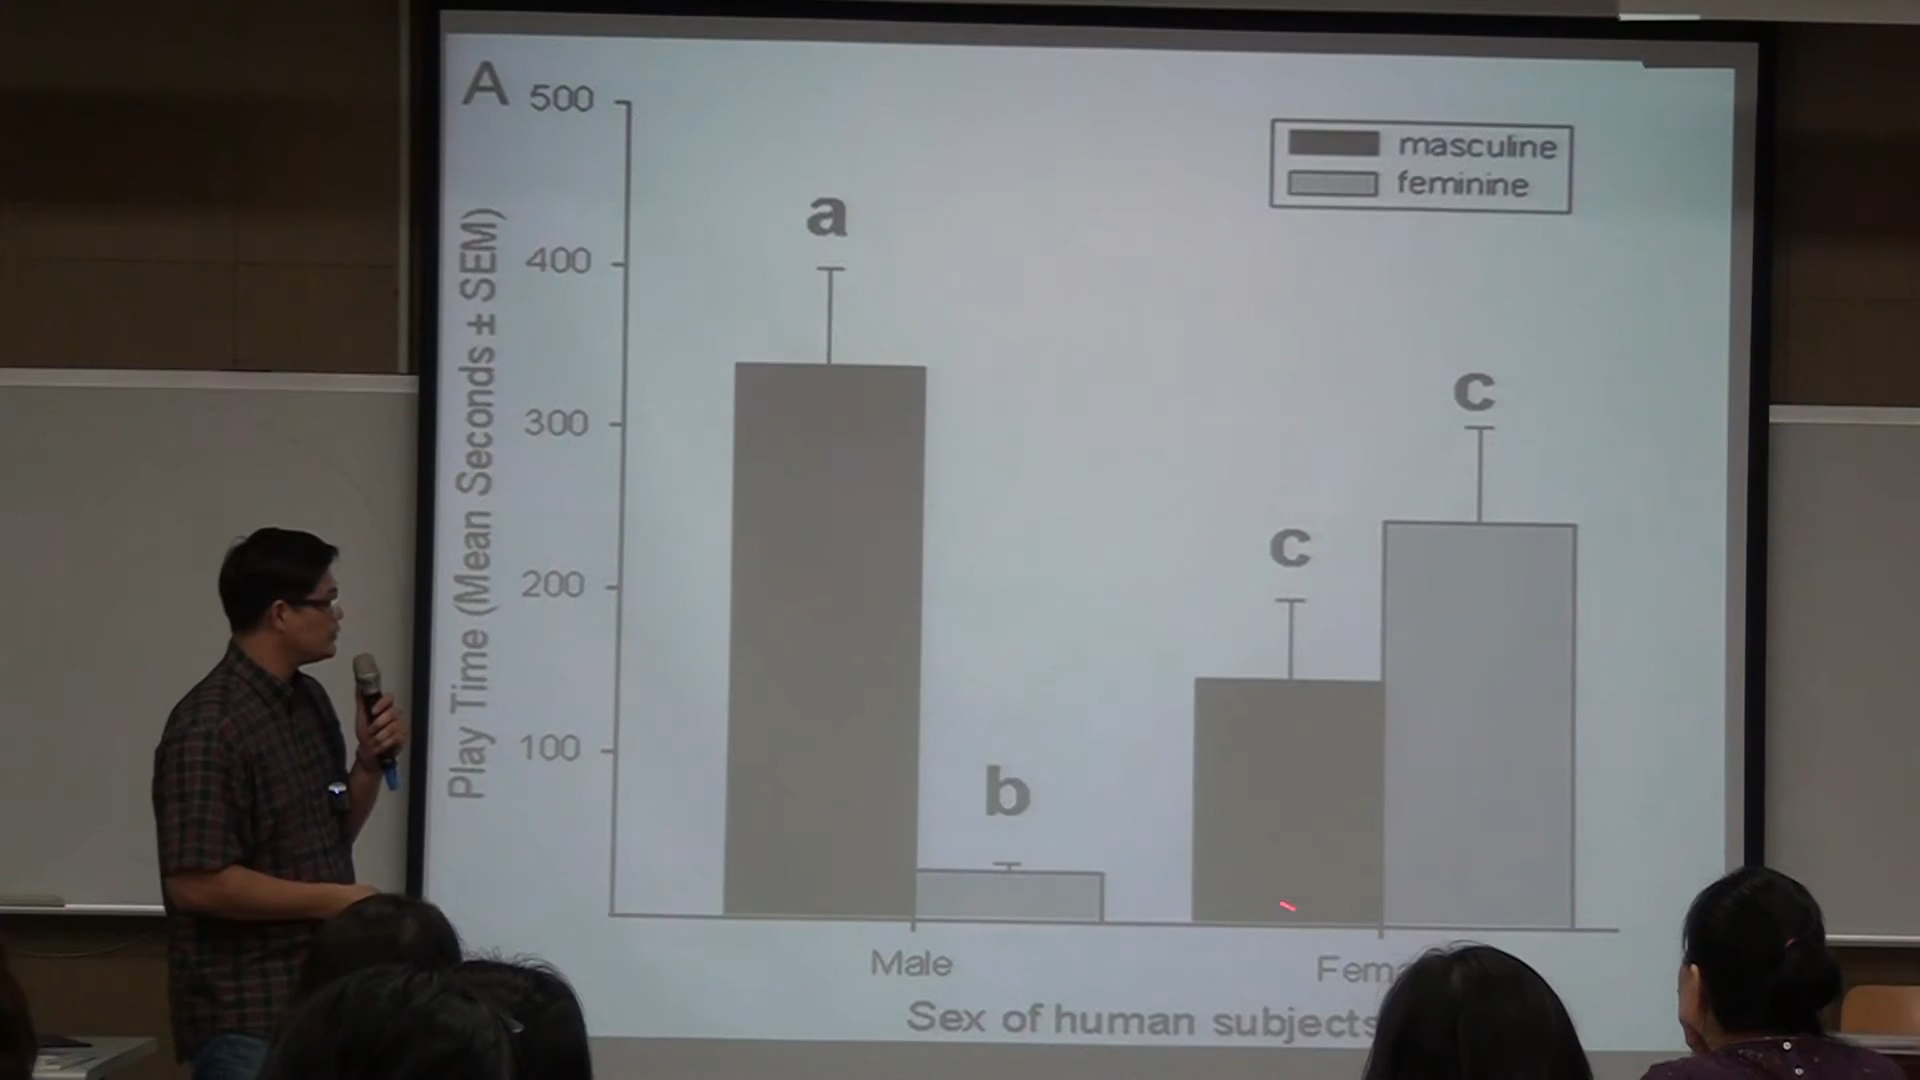 A
500
400
300
200
100
Play Time (Mean Seconds ± SEM)
masculine
feminine
a
b
c
c
Male
Sex of human subjects